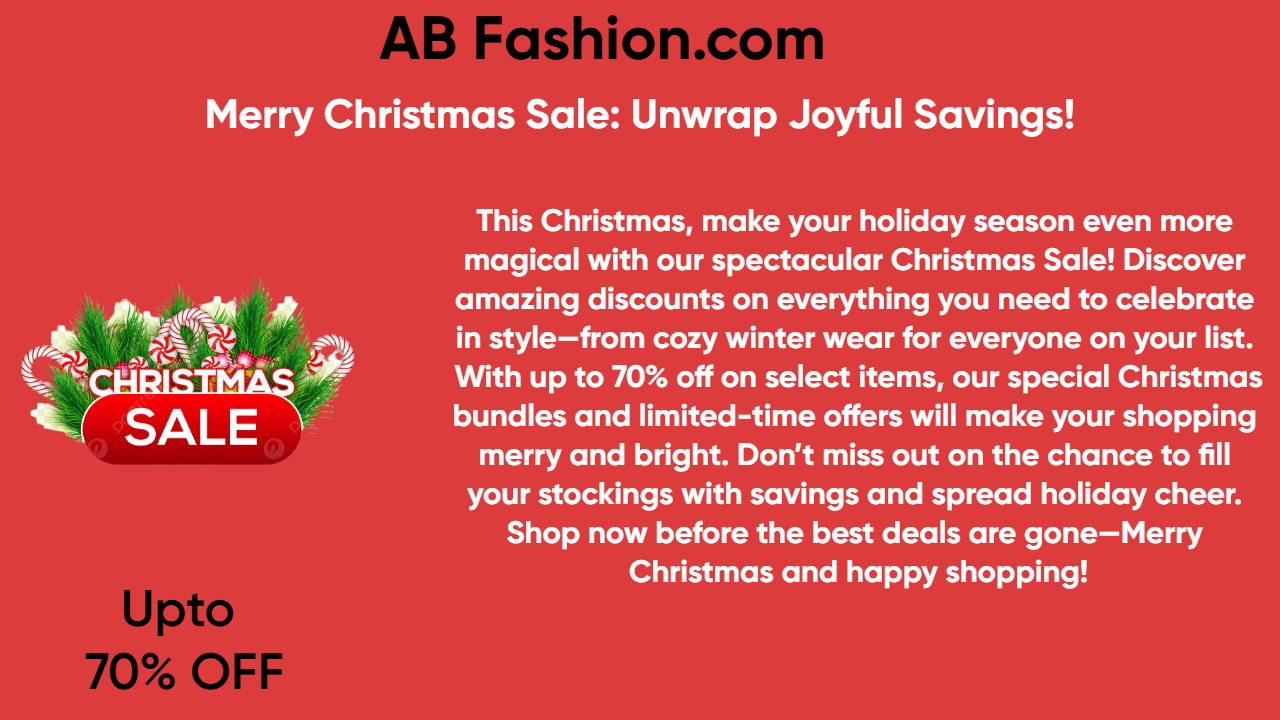 AB Fashion.com
Merry Christmas Sale: Unwrap Joyful Savings!
This Christmas, make your holiday season even more
magical with our spectacular Christmas Sale! Discover
amazing discounts on everything you need to celebrate
in style—from cozy winter wear for everyone on your list.
With up to 70% off on select items, our special Christmas
bundles and limited-time offers will make your shopping
merry and bright. Don’t miss out on the chance to fill
your stockings with savings and spread holiday cheer.
Shop now before the best deals are gone—Merry
Christmas and happy shopping!
CHRISTMAS
SALE
Upto
70% OFF